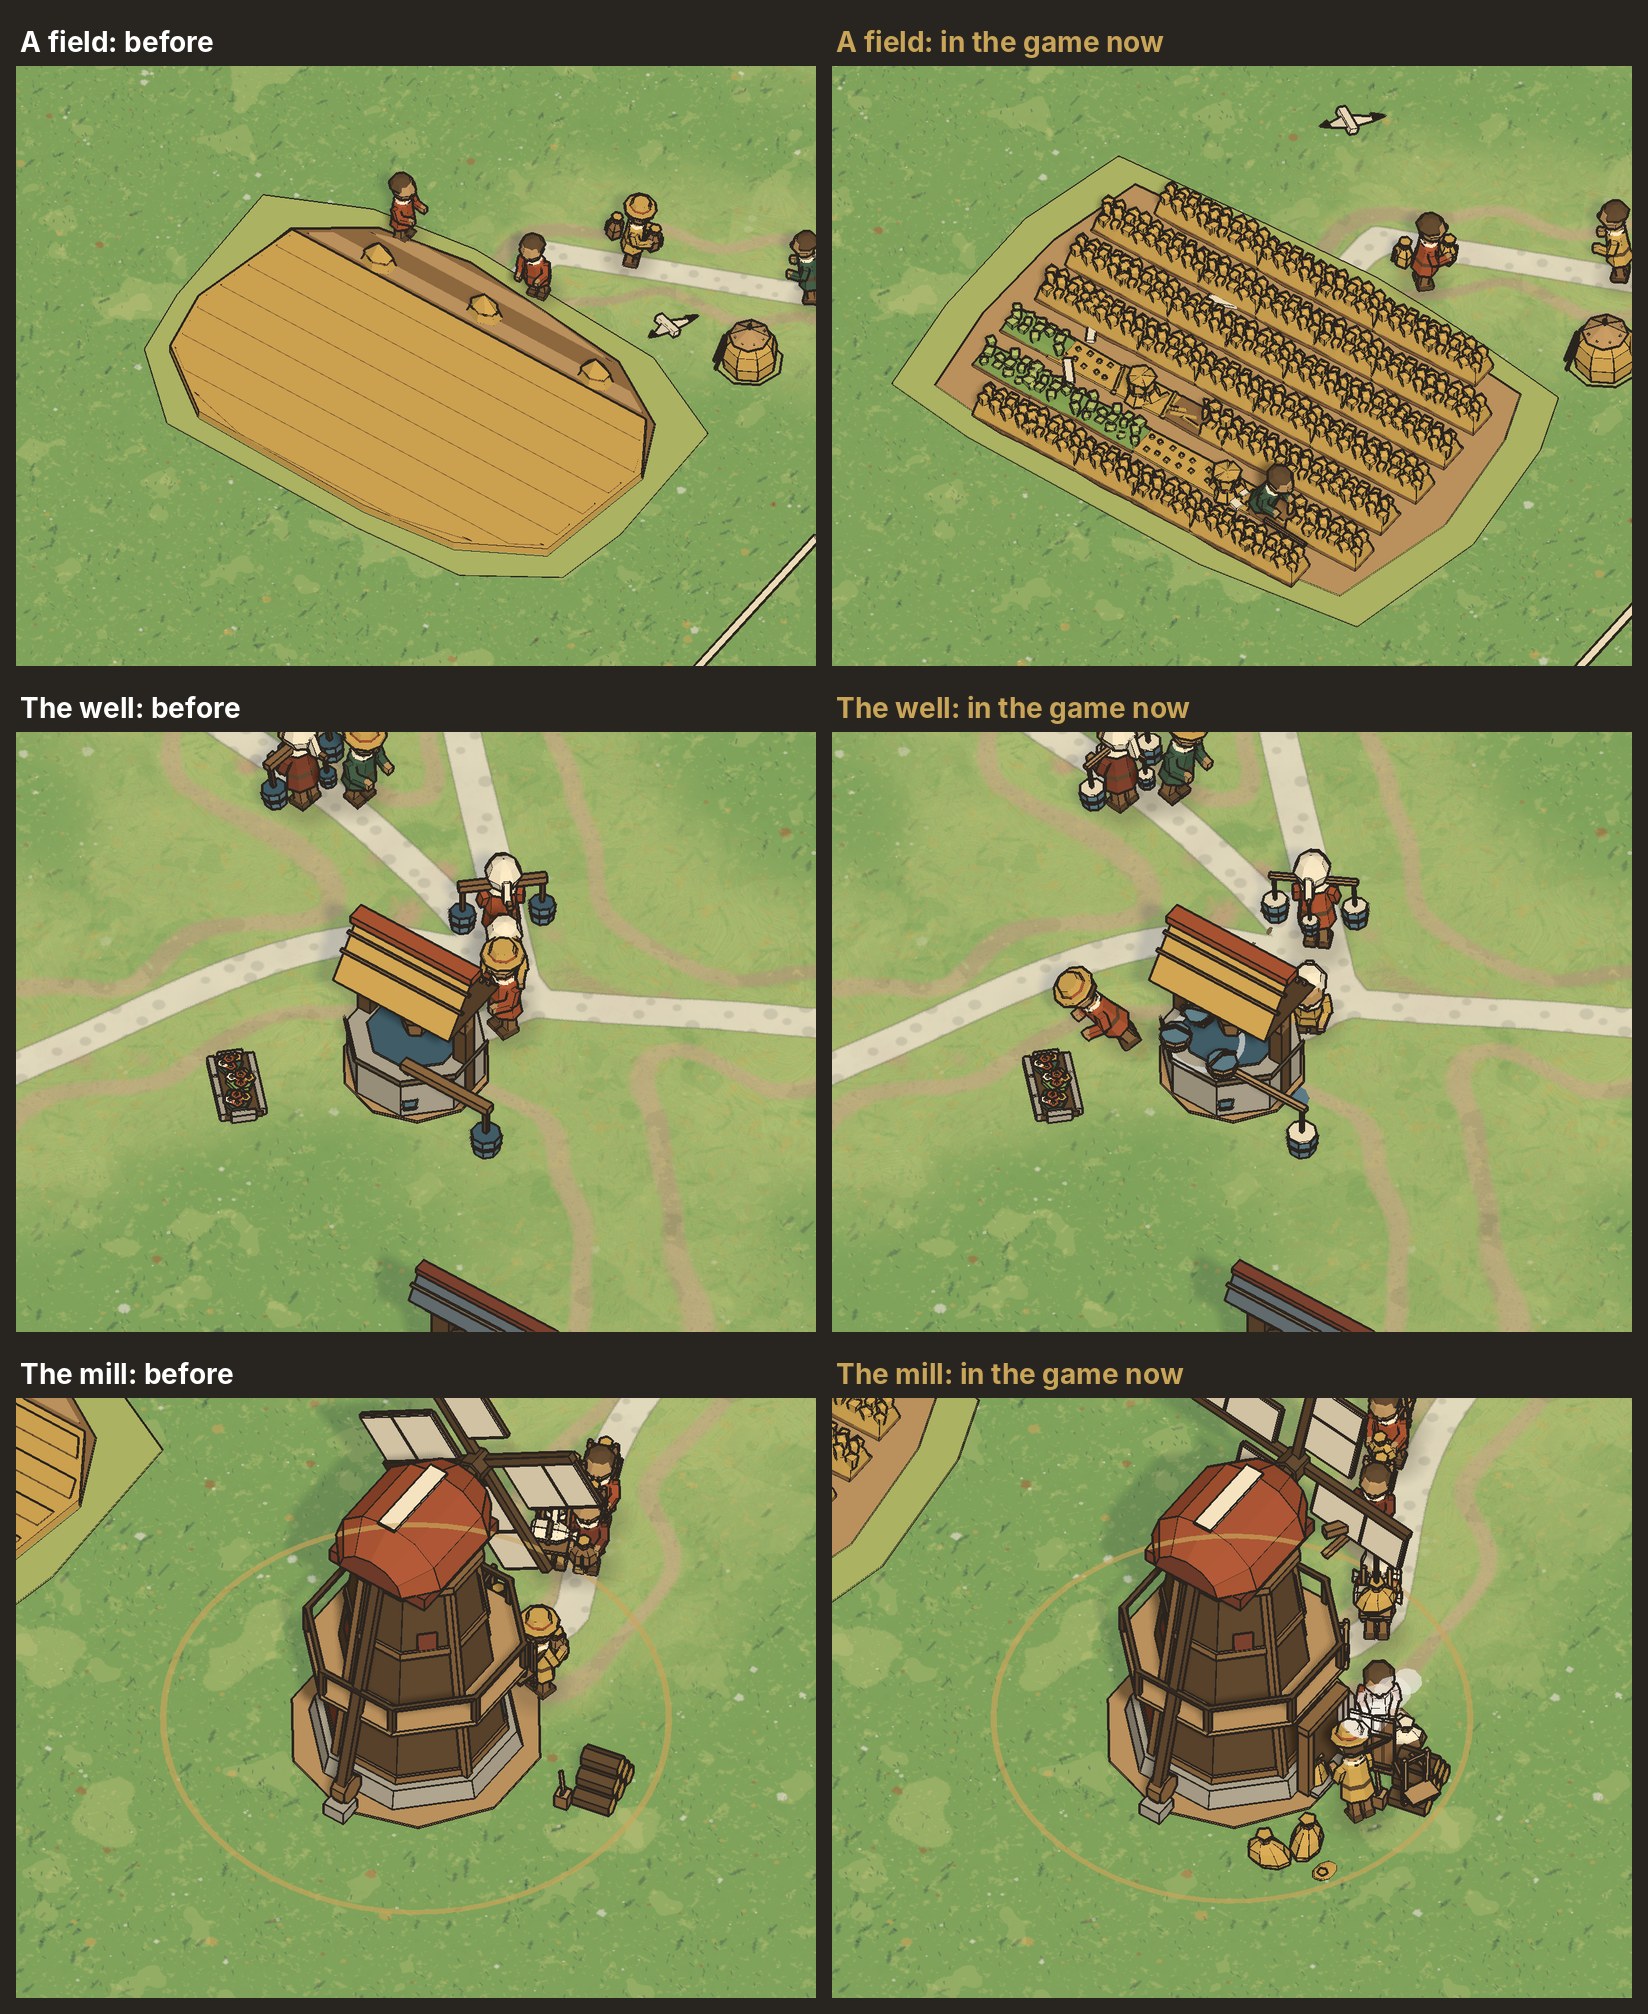 A field: before
A field: in the game now
The well: before
The well: in the game now
The mill: before
The mill: in the game now